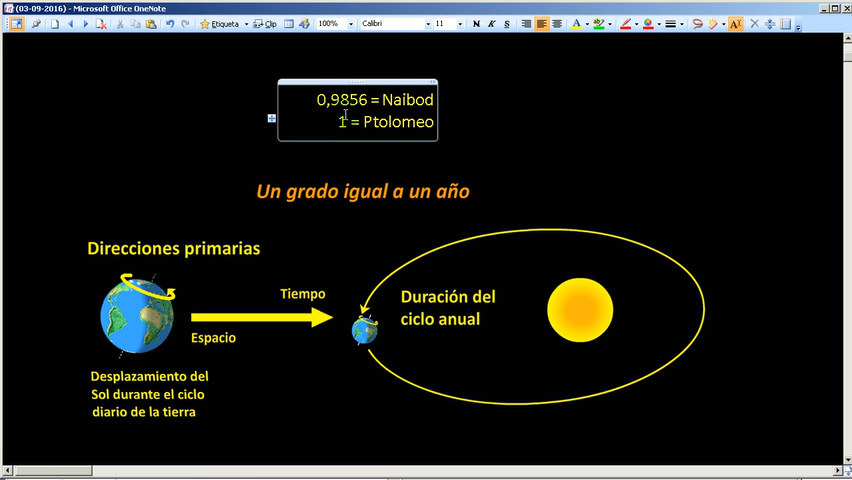 (03-09-2016) - Microsoft Office OneNote
Etiqueta
Clip
100%
Calibri
11
N K S
0,9856 = Naibod
1 = Ptolomeo
Un grado igual a un año
Direcciones primarias
Tiempo
Espacio
Duración del
ciclo anual
Desplazamiento del
Sol durante el ciclo
diario de la tierra